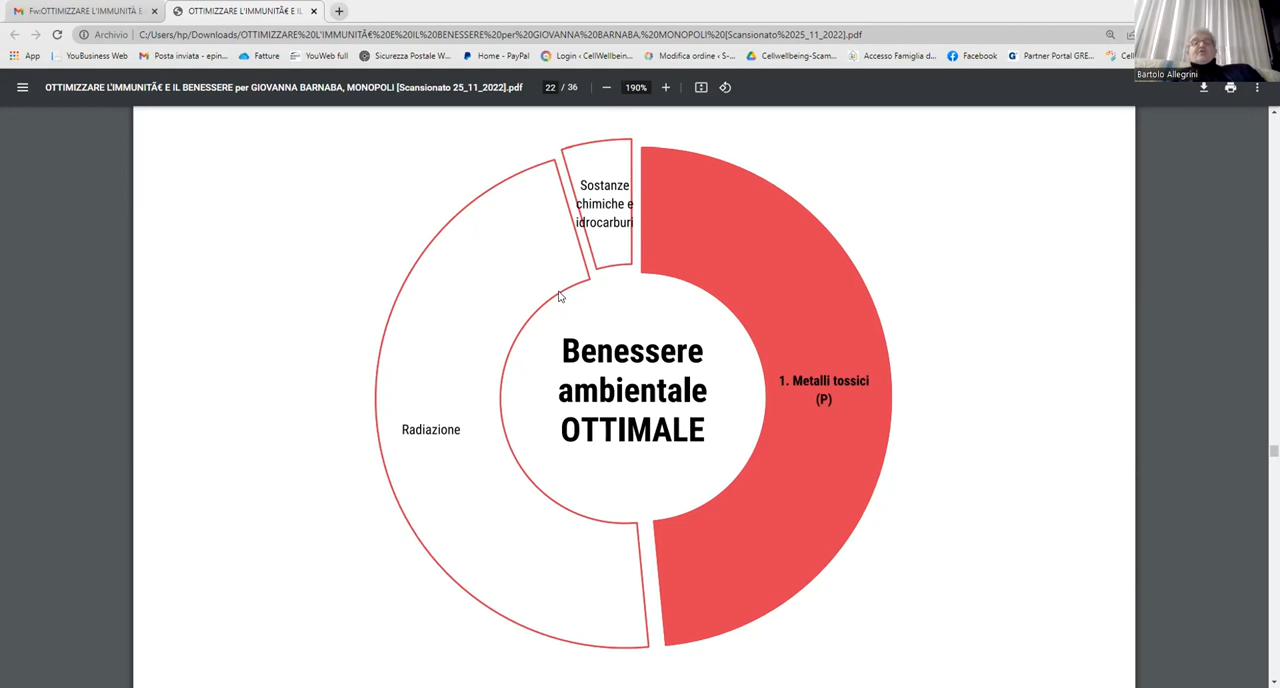 Fw:OTTIMIZZARE L'IMMUNITÀ E
OTTIMIZZARE L'IMMUNITÃ€ E IL
Archivio
C:/Users/hp/Downloads/OTTIMIZZARE%20L'IMMUNITÃ€%20E%20IL%20BENESSERE%20per%20GIOVANNA%20BARNABA,%20MONOPOLI%20[Scansionato%2025_11_2022].pdf
App
YouBusiness Web
Posta inviata - epin...
Fatture
YouWeb full
Sicurezza Postale W...
Home - PayPal
Login ‹ CellWellbein...
Modifica ordine ‹ S-...
Cellwellbeing-Scam...
Accesso Famiglia d...
Facebook
Partner Portal GRE...
Cell
Bartolo Allegrini
OTTIMIZZARE L'IMMUNITÃ€ E IL BENESSERE per GIOVANNA BARNABA, MONOPOLI [Scansionato 25_11_2022].pdf
22 / 36
190%
Sostanze
chimiche e
idrocarburi
Benessere
ambientale
OTTIMALE
1. Metalli tossici
(P)
Radiazione